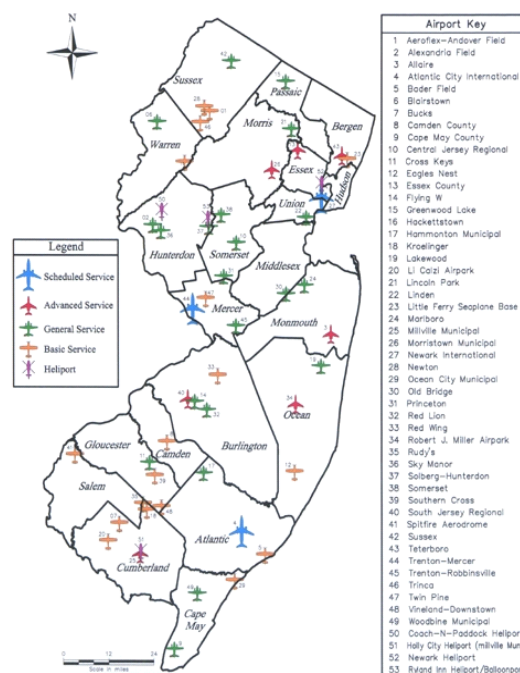 N
Sussex
Passaic
Morris
Bergen
Warren
Essex
Hudson
Union
Hunterdon
Somerset
Middlesex
Mercer
Monmouth
Ocean
Burlington
Gloucester
Camden
Salem
Atlantic
Cumberland
Cape
May
Legend
Scheduled Service
Advanced Service
General Service
Basic Service
Heliport
0
24
Scale in miles
Airport Key
1 Aeroflex-Andover Field
2 Alexandria Field
3 Allaire
4 Atlantic City International
5 Bader Field
6 Blairstown
7 Bucks
8 Camden County
9 Cape May County
10 Central Jersey Regional
11 Cross Keys
12 Eagles Nest
13 Essex County
14 Flying W
15 Greenwood Lake
16 Hackettstown
17 Hammonton Municipal
18 Kroelinger
19 Lakewood
20 Li Calzi Airpark
21 Lincoln Park
22 Linden
23 Little Ferry Seaplane Base
24 Marlboro
25 Millville Municipal
26 Morristown Municipal
27 Newark International
28 Newton
29 Ocean City Municipal
30 Old Bridge
31 Princeton
32 Red Lion
33 Red Wing
34 Robert J. Miller Airpark
35 Rudy's
36 Sky Manor
37 Solberg-Hunterdon
38 Somerset
39 Southern Cross
40 South Jersey Regional
41 Spitfire Aerodrome
42 Sussex
43 Teterboro
44 Trenton-Mercer
45 Trenton-Robbinsville
46 Trinca
47 Twin Pine
48 Vineland-Downstown
49 Woodbine Municipal
50 Coach-N-Paddock Heliport
51 Holly City Heliport (millville Mun
52 Newark Heliport
53 Ryland Inn Heliport/Balloonport